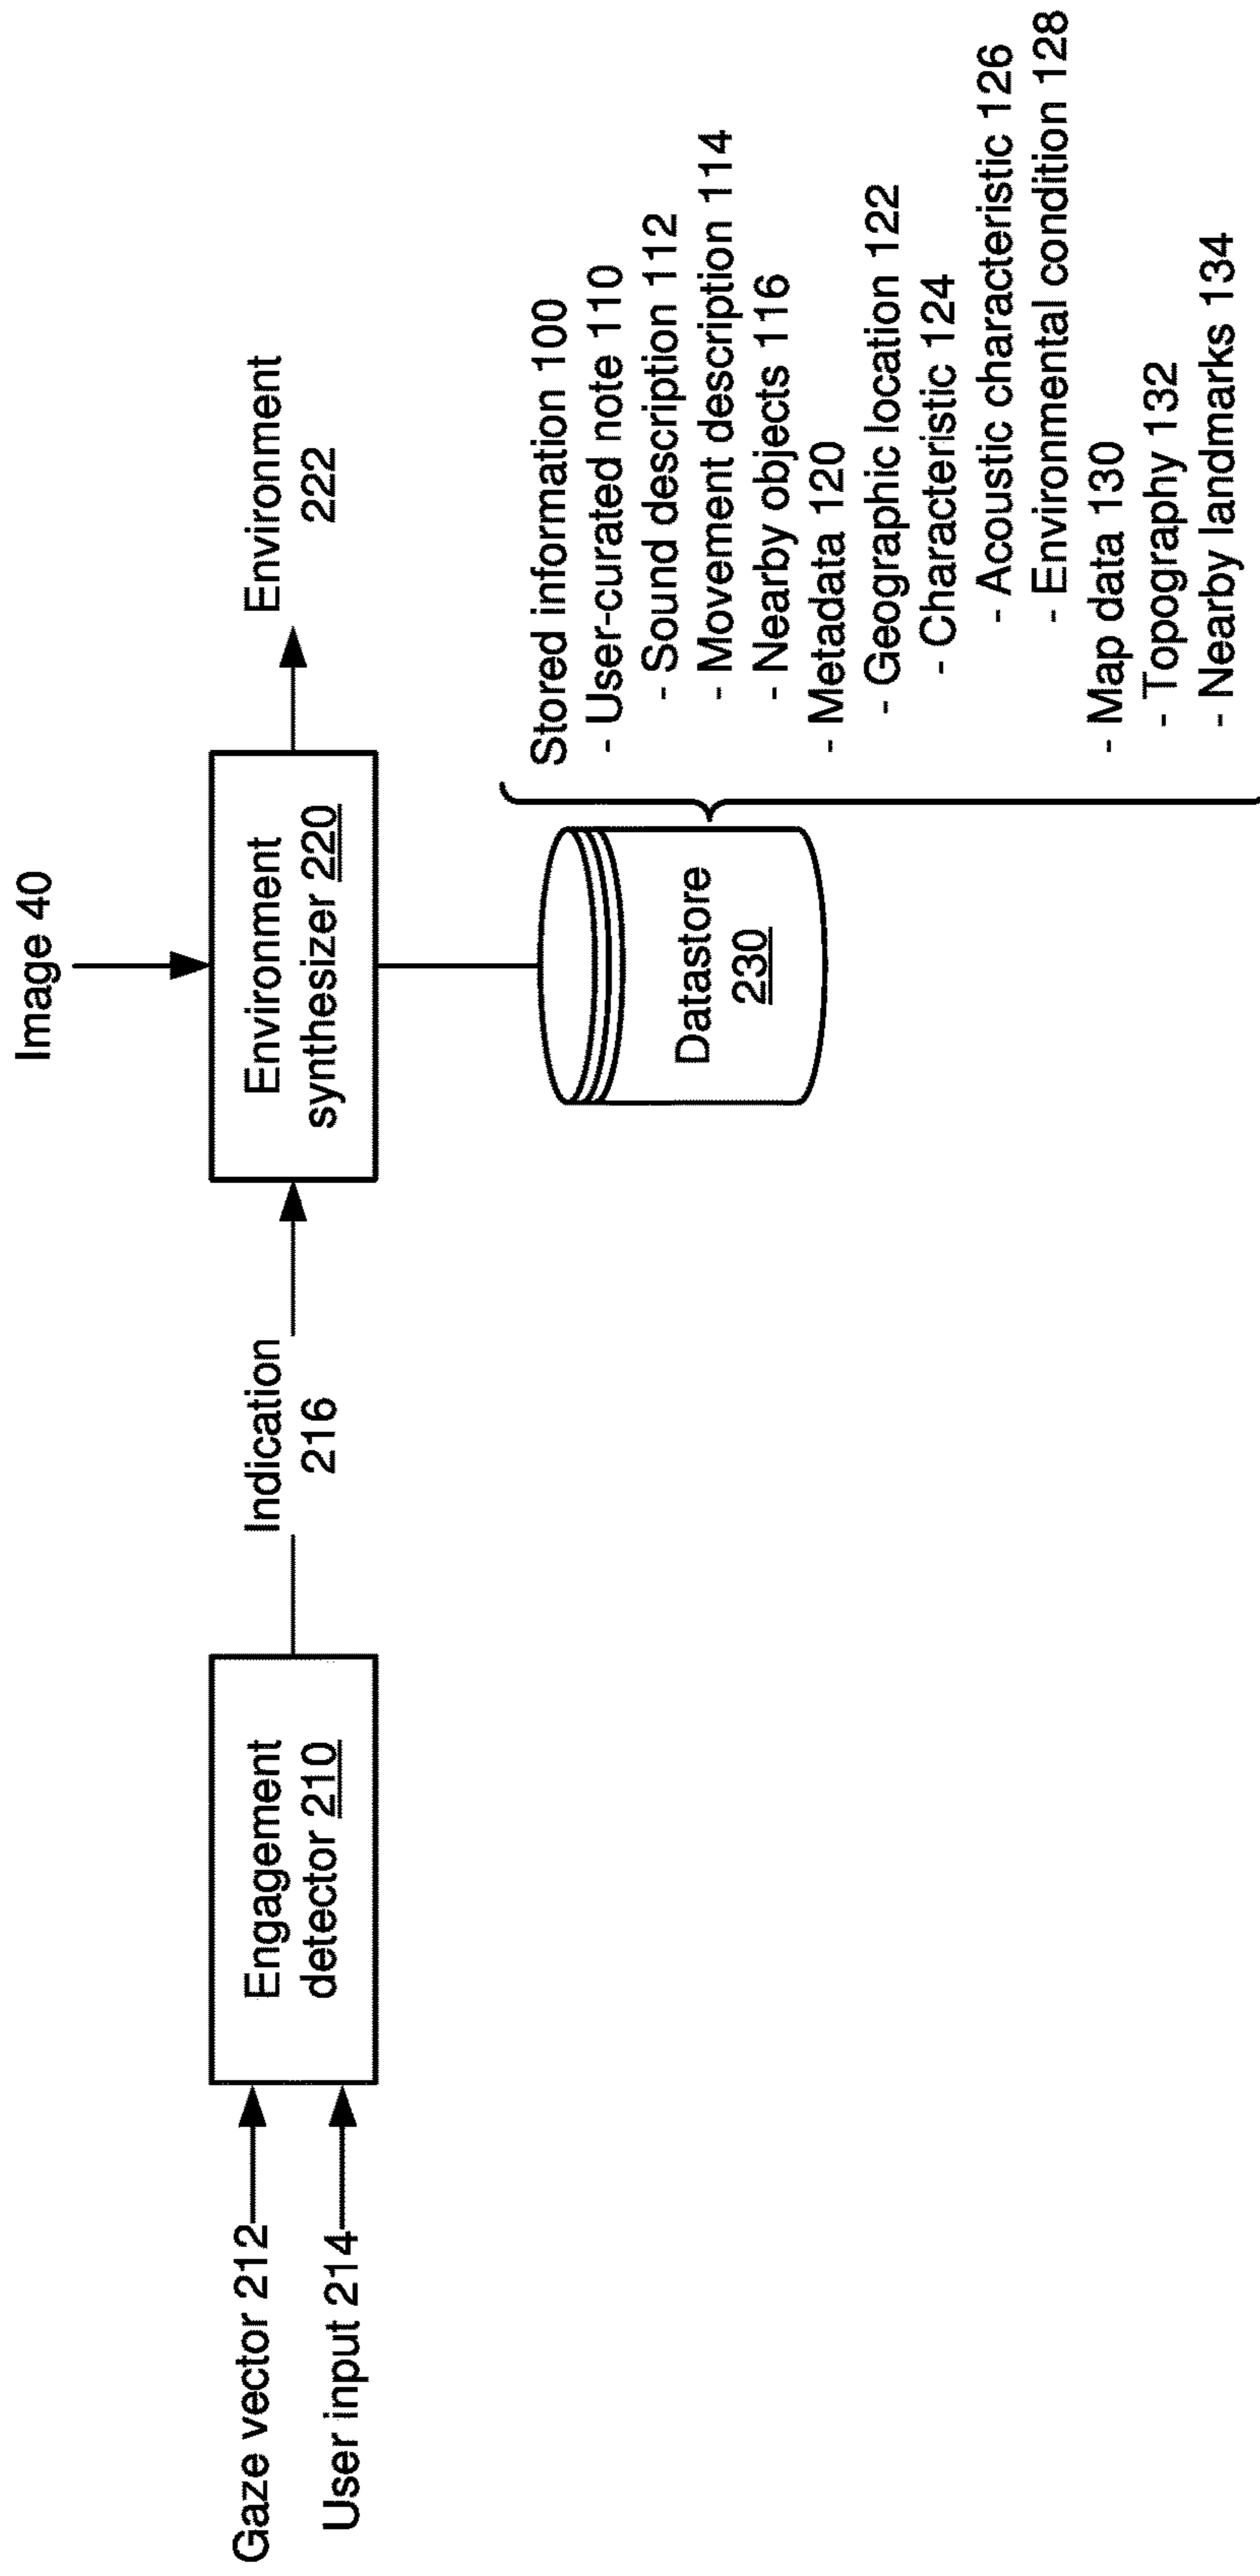 Image 40
Gaze vector 212
User input 214
Engagement
detector 210
Indication
216
Environment
synthesizer 220
Environment
222
Datastore
230
Stored information 100
- User-curated note 110
- Sound description 112
- Movement description 114
- Nearby objects 116
- Metadata 120
- Geographic location 122
- Characteristic 124
- Acoustic characteristic 126
- Environmental condition 128
- Map data 130
- Topography 132
- Nearby landmarks 134